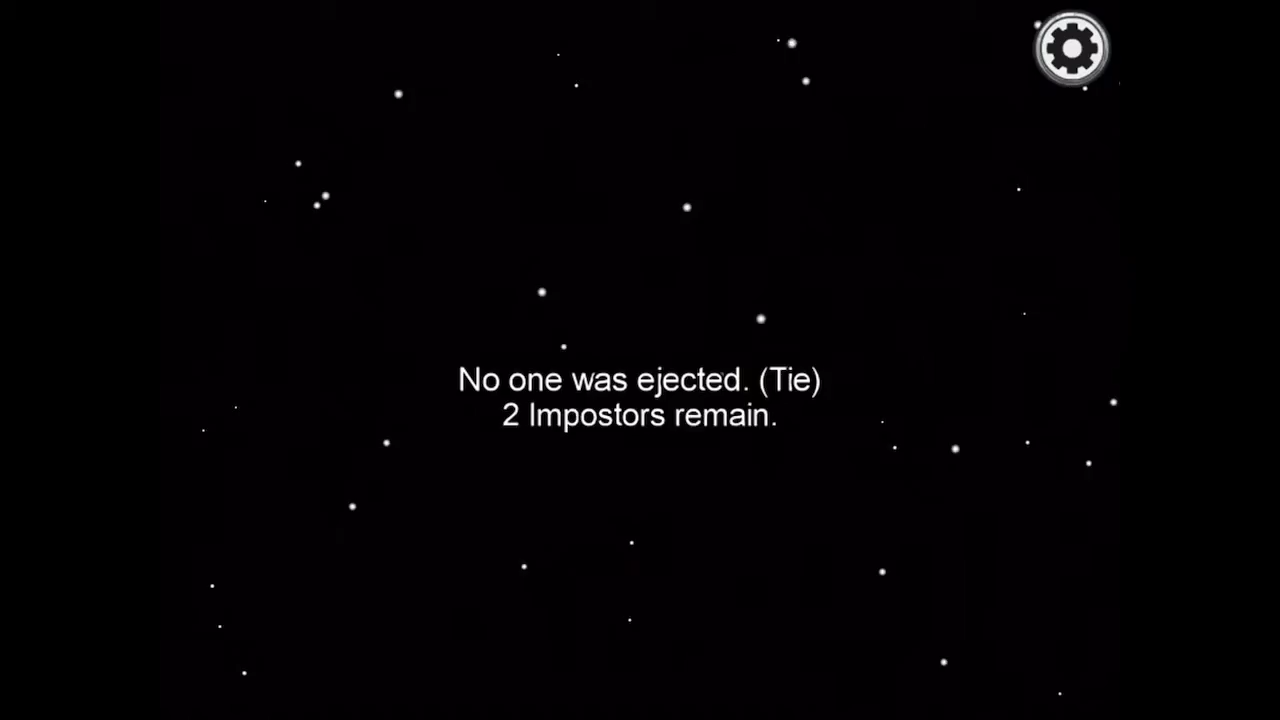 No one was ejected. (Tie)
2 Impostors remain.